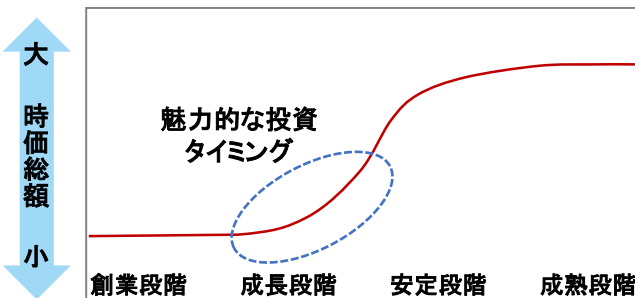 大
時価総額
小
魅力的な投資
タイミング
創業段階
成長段階
安定段階
成熟段階